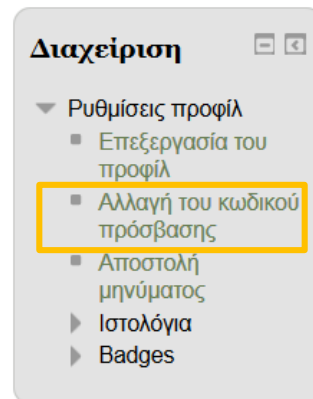 Διαχείριση
Ρυθμίσεις προφίλ
Επεξεργασία του
προφίλ
Αλλαγή του κωδικού
πρόσβασης
Αποστολή
μηνύματος
Ιστολόγια
Badges